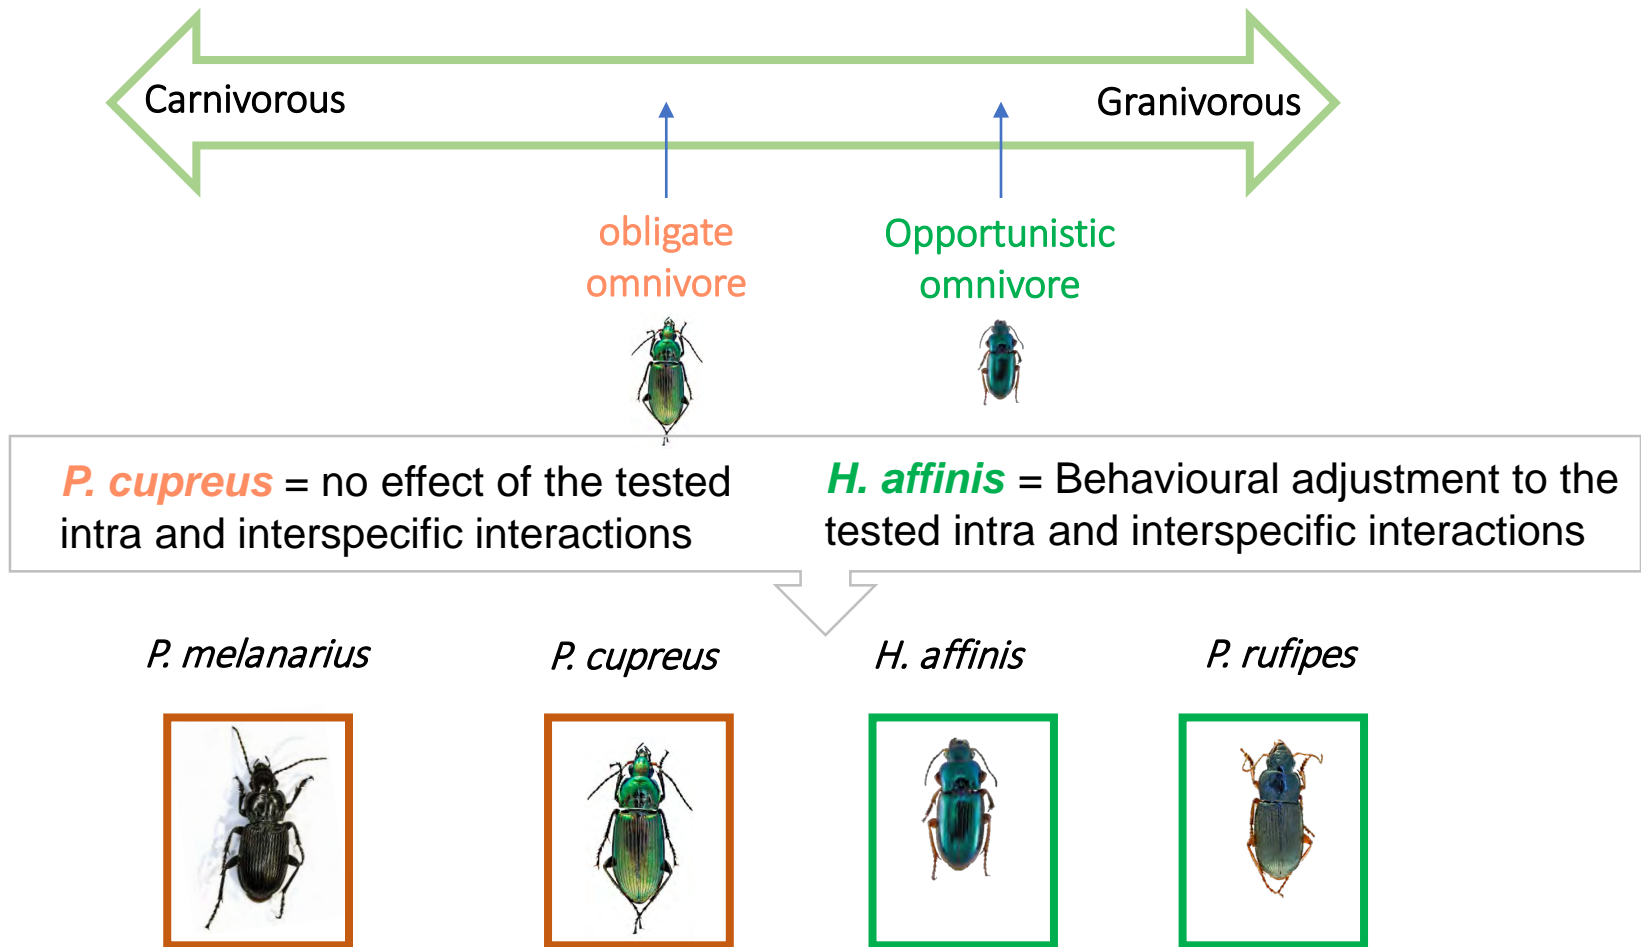 Carnivorous
Granivorous
obligate
omnivore
Opportunistic
omnivore
P. cupreus = no effect of the tested
intra and interspecific interactions
H. affinis = Behavioural adjustment to the
tested intra and interspecific interactions
P. melanarius
P. cupreus
H. affinis
P. rufipes